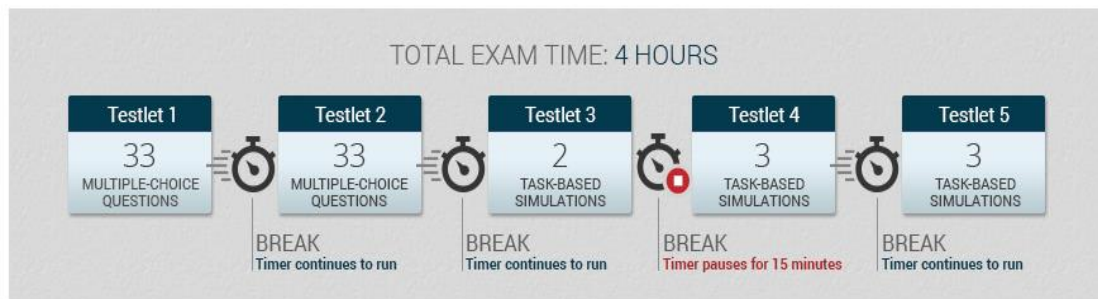 TOTAL EXAM TIME: 4 HOURS
Testlet 1
33
MULTIPLE-CHOICE
QUESTIONS
Testlet 2
33
MULTIPLE-CHOICE
QUESTIONS
Testlet 3
2
TASK-BASED
SIMULATIONS
Testlet 4
3
TASK-BASED
SIMULATIONS
Testlet 5
3
TASK-BASED
SIMULATIONS
BREAK
Timer continues to run
BREAK
Timer continues to run
BREAK
Timer pauses for 15 minutes
BREAK
Timer continues to run